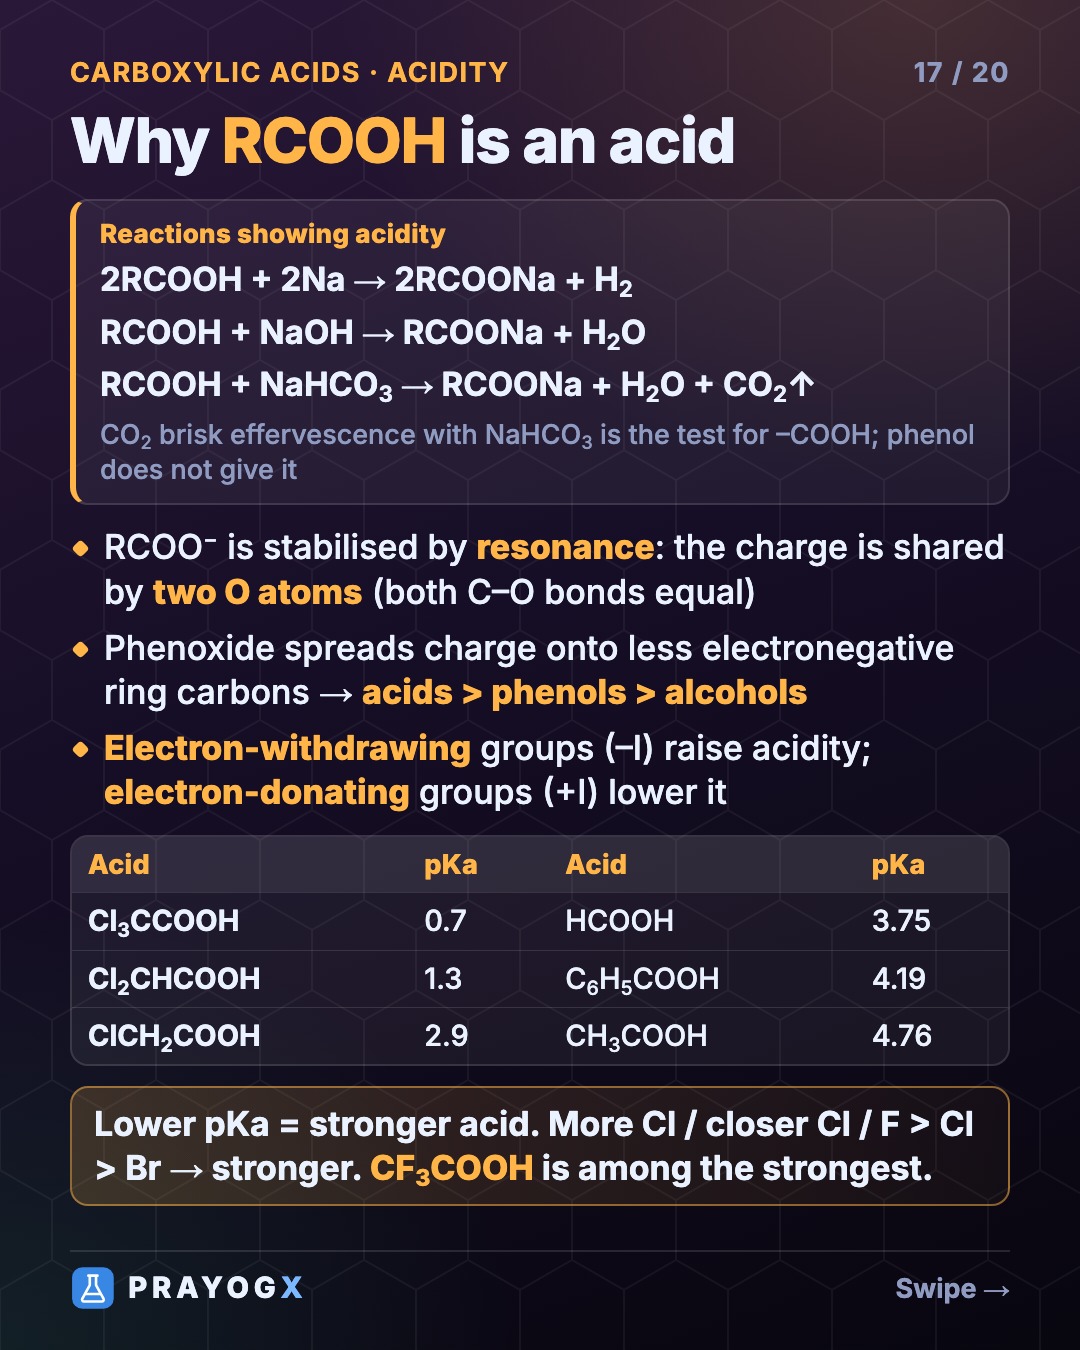 CARBOXYLIC ACIDS · ACIDITY
17 / 20
Why RCOOH is an acid
Reactions showing acidity
2RCOOH + 2Na → 2RCOONa + H₂
RCOOH + NaOH → RCOONa + H₂O
RCOOH + NaHCO₃ → RCOONa + H₂O + CO₂↑
CO₂ brisk effervescence with NaHCO₃ is the test for –COOH; phenol
does not give it
RCOO⁻ is stabilised by resonance: the charge is shared
by two O atoms (both C–O bonds equal)
Phenoxide spreads charge onto less electronegative
ring carbons → acids > phenols > alcohols
Electron-withdrawing groups (–I) raise acidity;
electron-donating groups (+I) lower it
Acid pKa Acid pKa
Cl₃CCOOH 0.7 HCOOH 3.75
Cl₂CHCOOH 1.3 C₆H₅COOH 4.19
ClCH₂COOH 2.9 CH₃COOH 4.76
Lower pKa = stronger acid. More Cl / closer Cl / F > Cl
> Br → stronger. CF₃COOH is among the strongest.
PRAYOGX
Swipe →